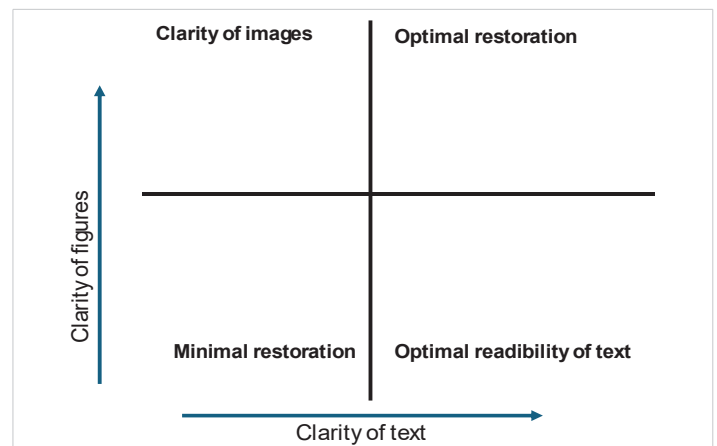 Clarity of images
Optimal restoration
Clarity of figures
Minimal restoration
Optimal readibility of text
Clarity of text